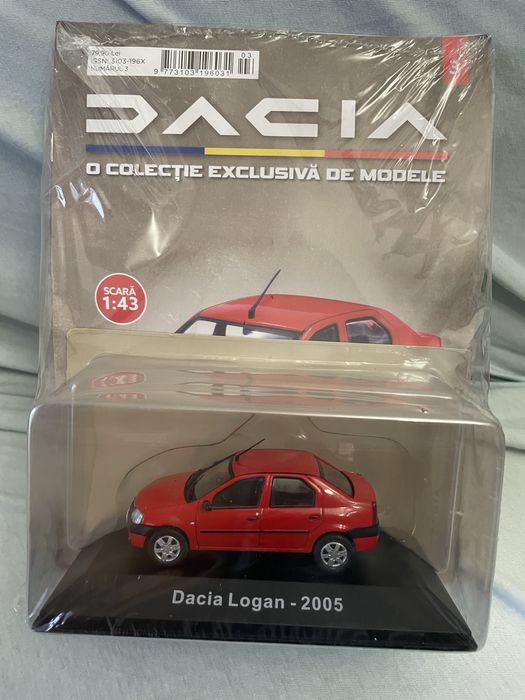 79,90 Lei
ISSN: 3103-196X
NUMĂRUL 3
03
9 773103 196031
3
DACIA
O COLECȚIE EXCLUSIVĂ DE MODELE
SCARĂ
1:43
Dacia Logan - 2005